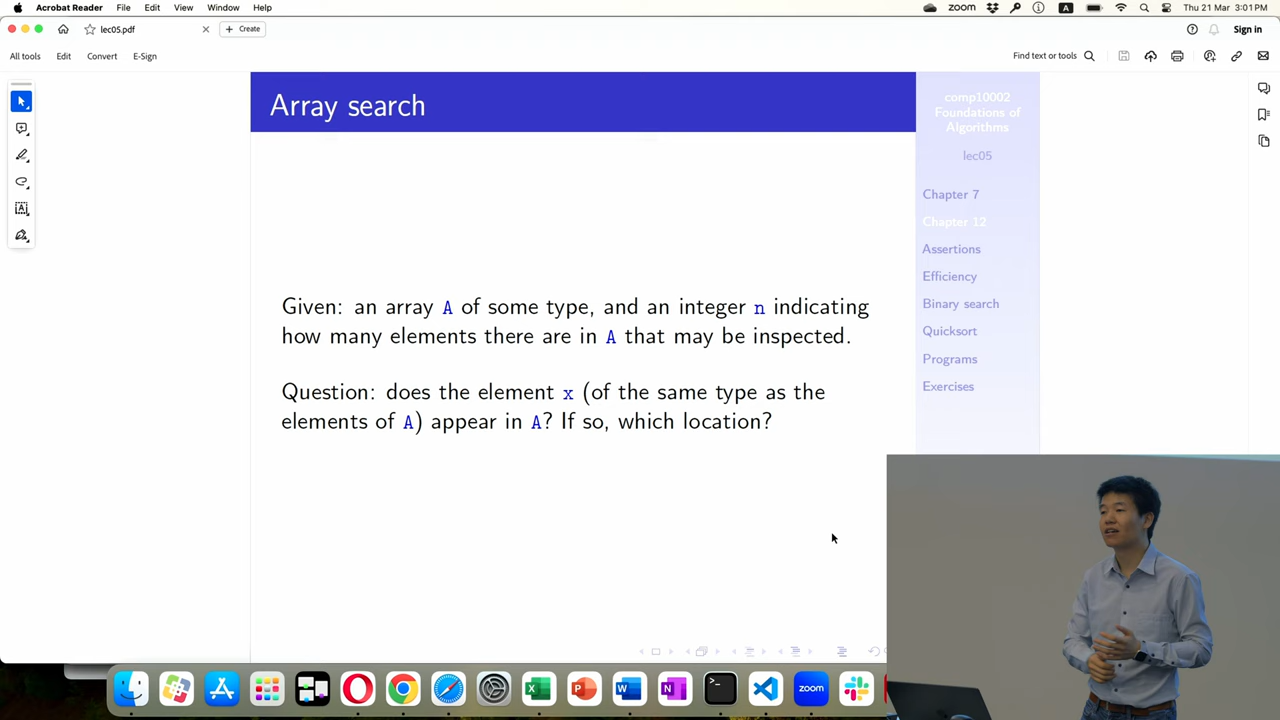 Acrobat Reader File Edit View Window Help
zoom A Thu 21 Mar 3:01 PM
lec05.pdf
Create
Sign in
All tools Edit Convert E-Sign
Find text or tools
Array search
Given: an array A of some type, and an integer n indicating
how many elements there are in A that may be inspected.
Question: does the element x (of the same type as the
elements of A) appear in A? If so, which location?
comp10002
Foundations of
Algorithms
lec05
Chapter 7
Chapter 12
Assertions
Efficiency
Binary search
Quicksort
Programs
Exercises
zoom